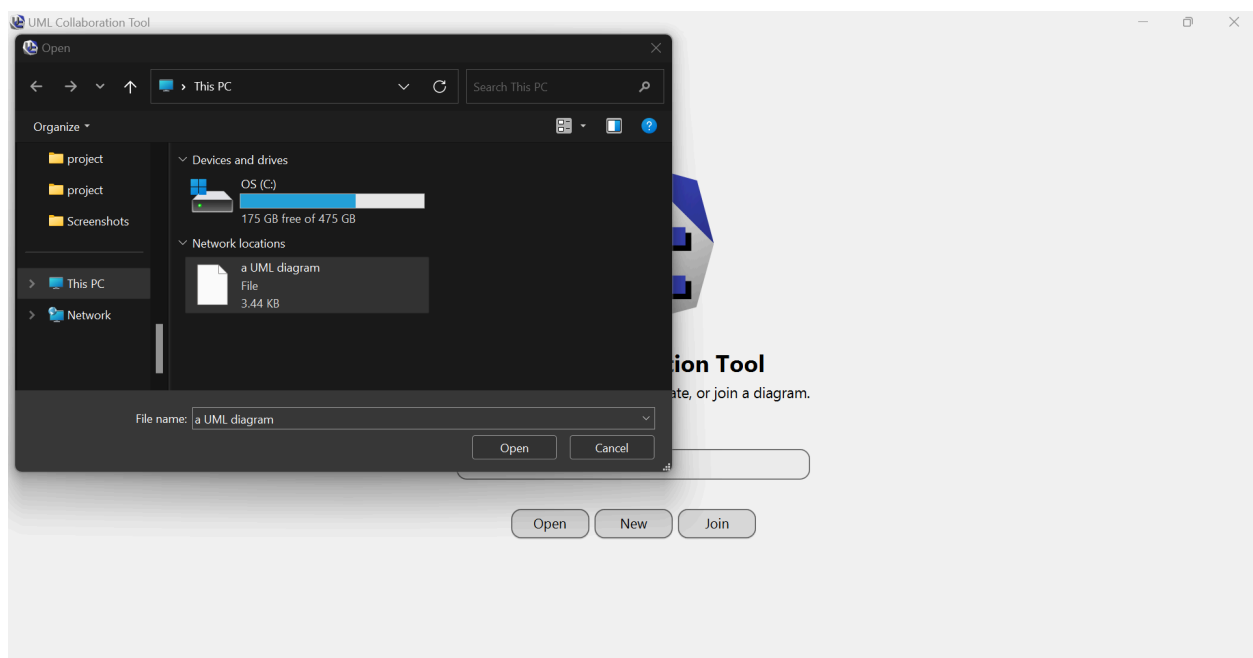 UML Collaboration Tool
Open
This PC
Search This PC
Organize
project
project
Screenshots
This PC
Network
Devices and drives
OS (C:)
175 GB free of 475 GB
Network locations
a UML diagram
File
3.44 KB
File name: a UML diagram
Open Cancel
Tool
, or join a diagram.
Open New Join